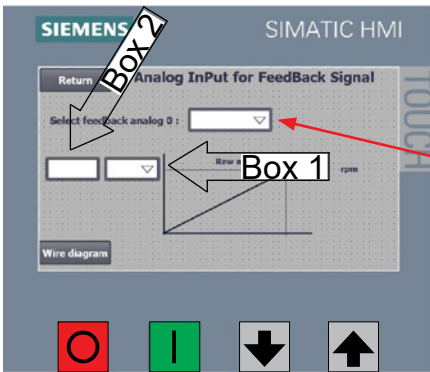 SIEMENS
SIMATIC HMI
TOUCH
Box 2
Return
Analog InPut for FeedBack Signal
Select feedback analog 0 :
Box 1
Raw a
rpm
Wire diagram